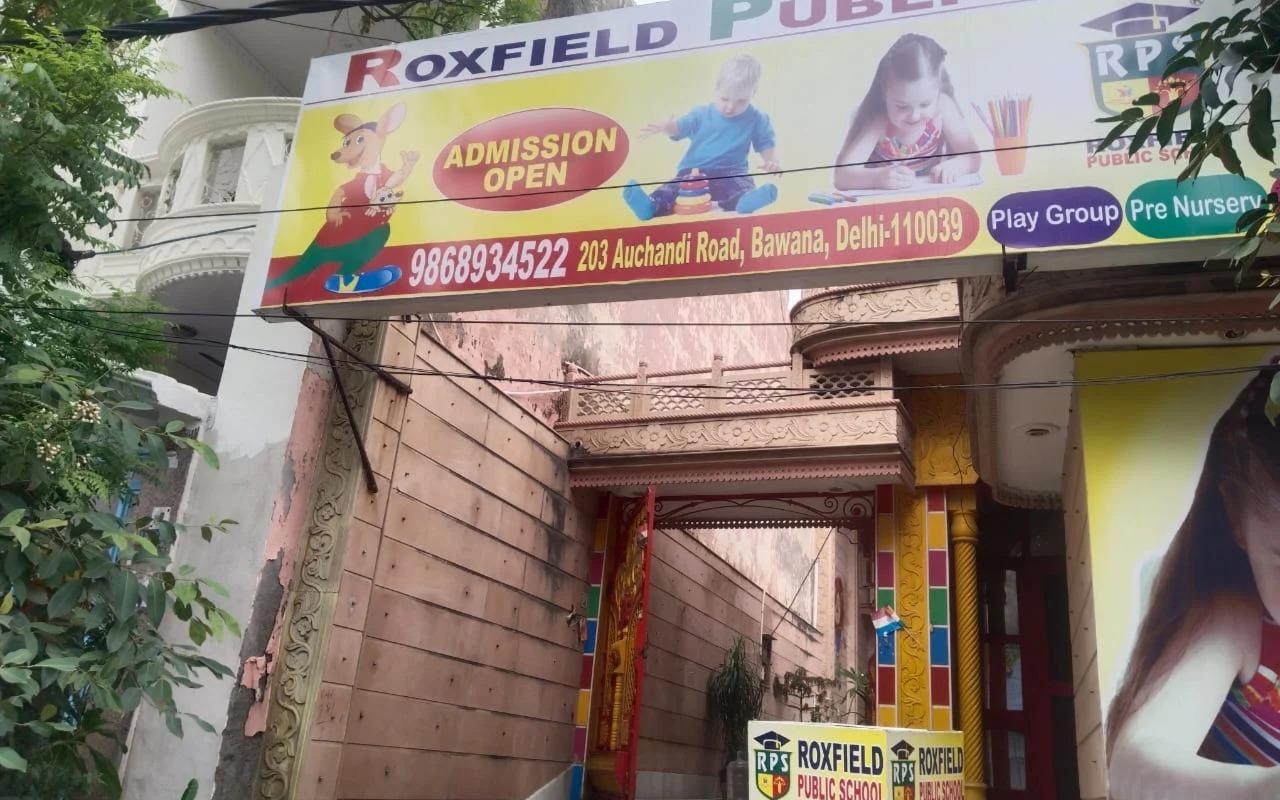 ROXFIELD PUBLI
ADMISSION
OPEN
9868934522 203 Auchandi Road, Bawana, Delhi-110039
RPS
PUBLIC
Play Group
Pre Nursery
RPS
ROXFIELD
PUBLIC SCHOOL
RPS
ROXFIELD
PUBLIC SCHOOL